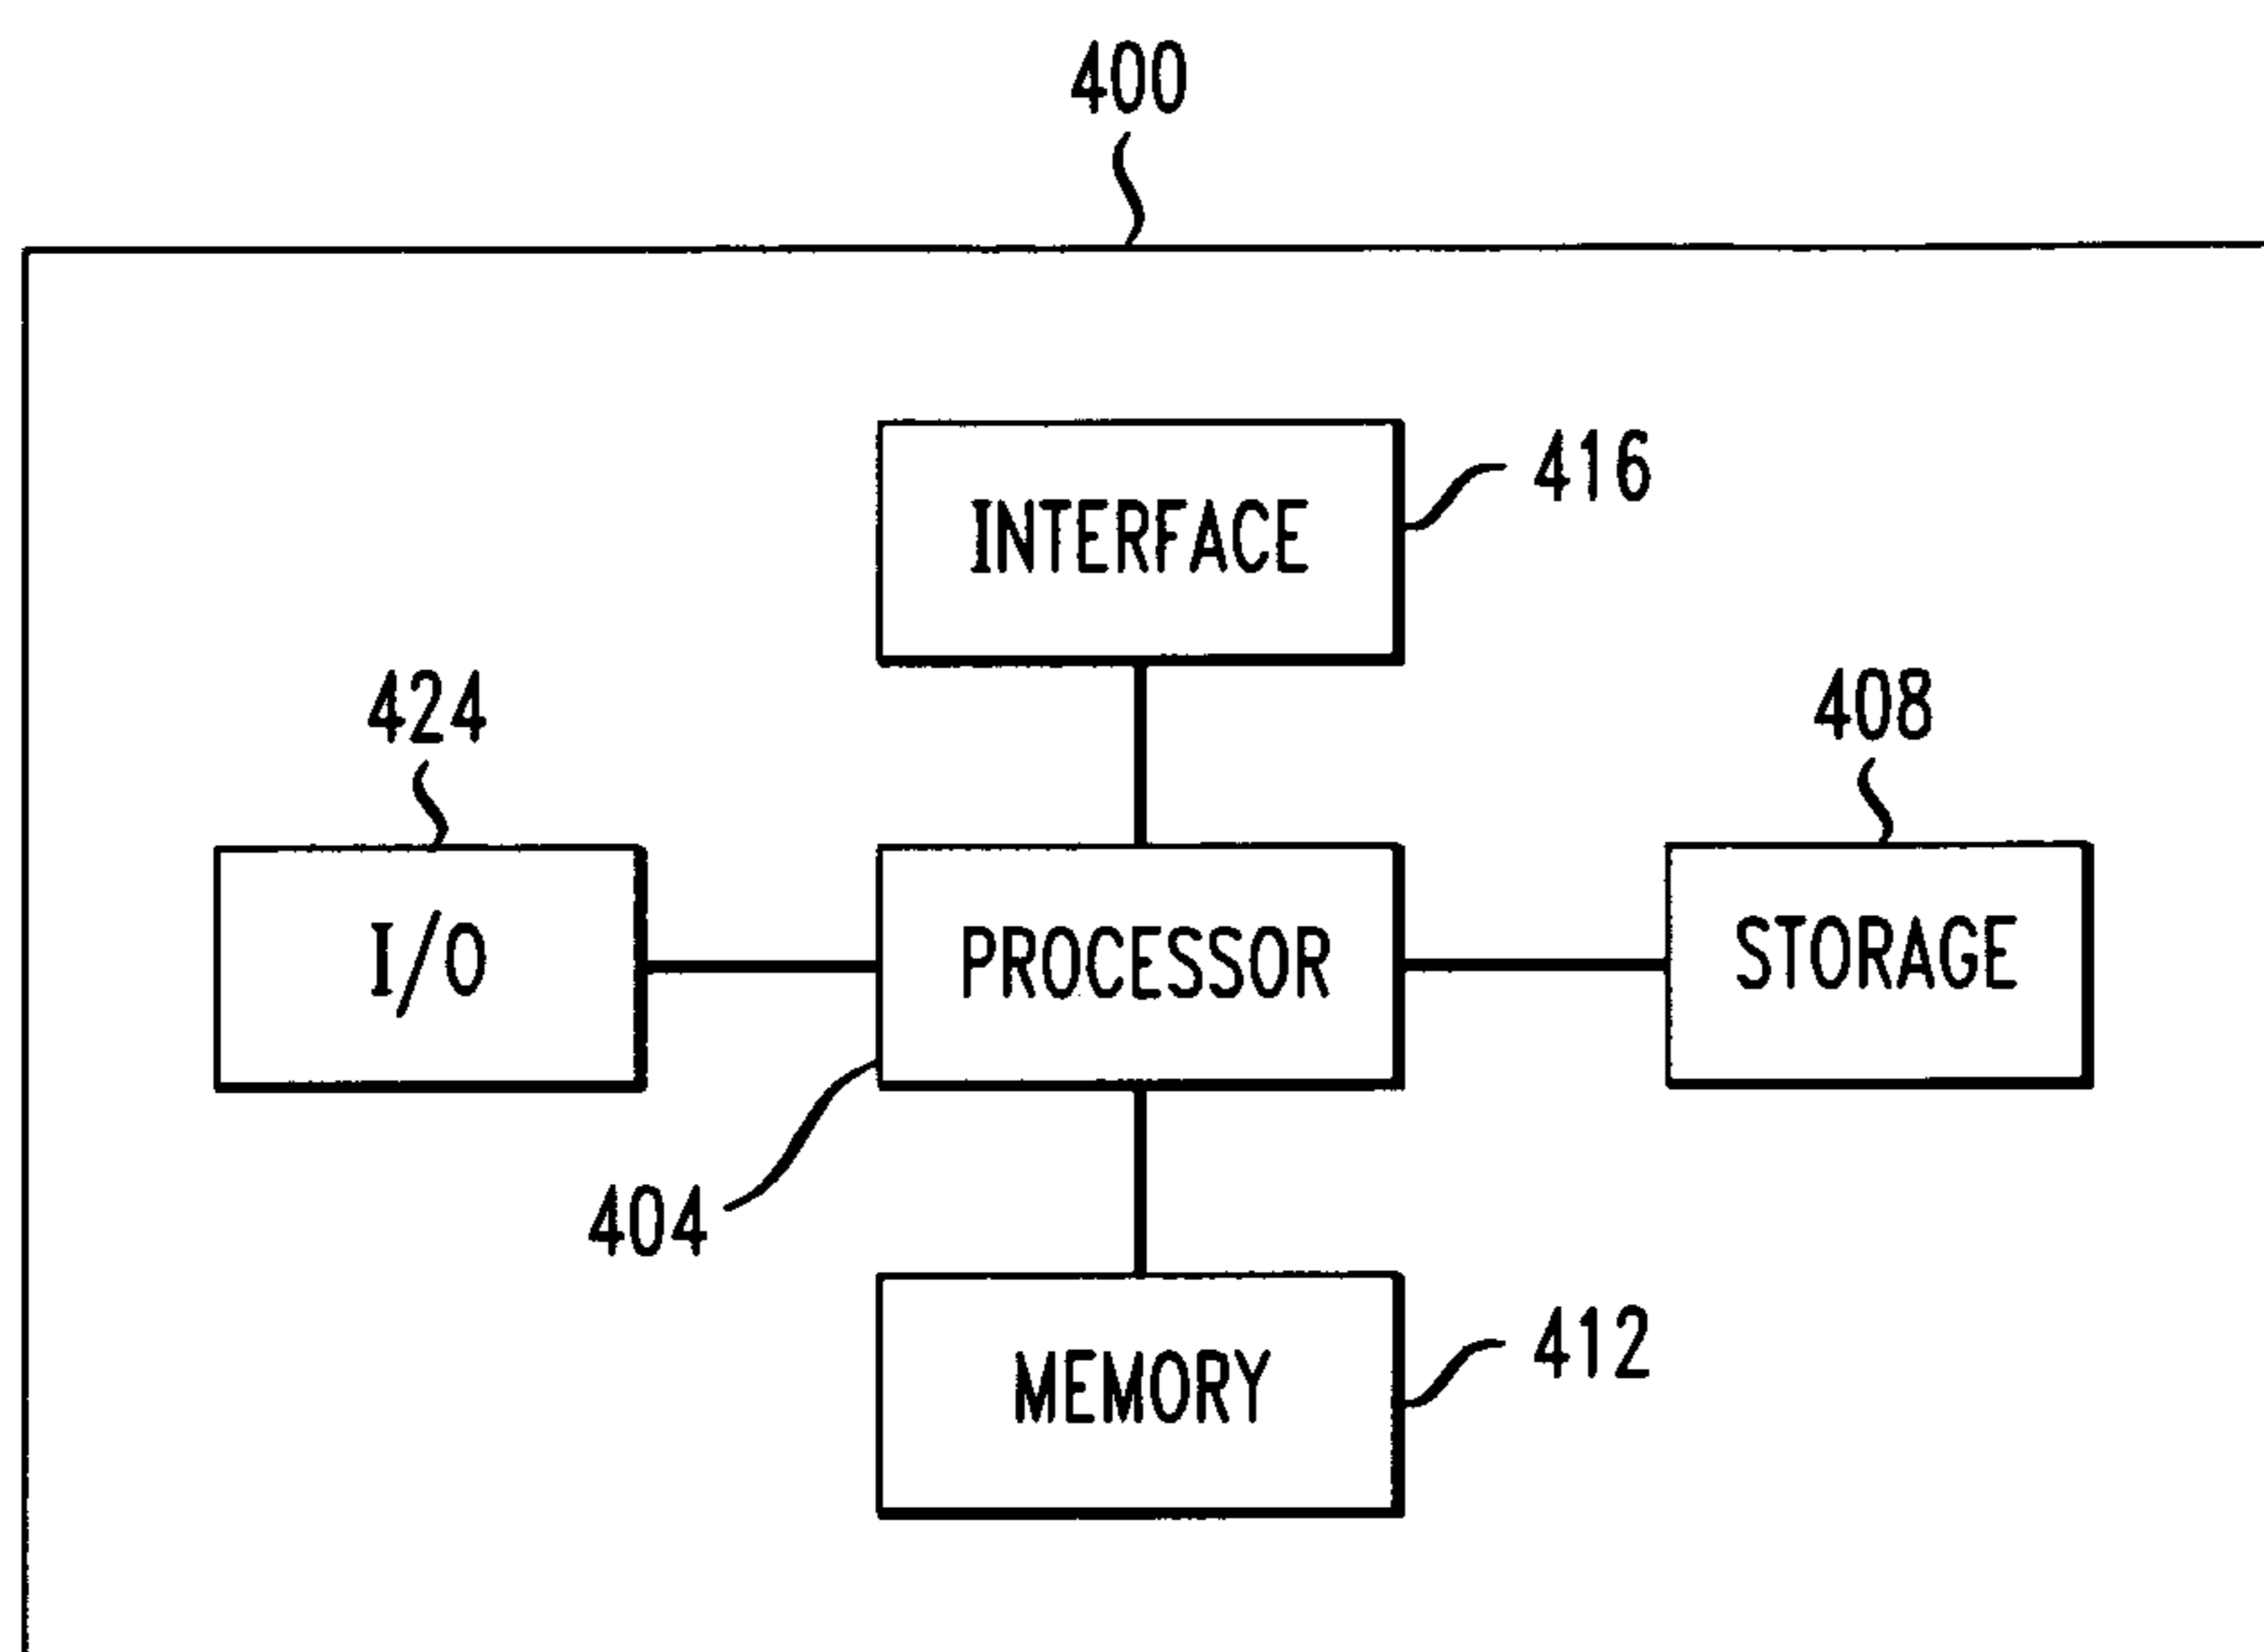 400
INTERFACE
416
424
408
I/O
PROCESSOR
STORAGE
404
MEMORY
412